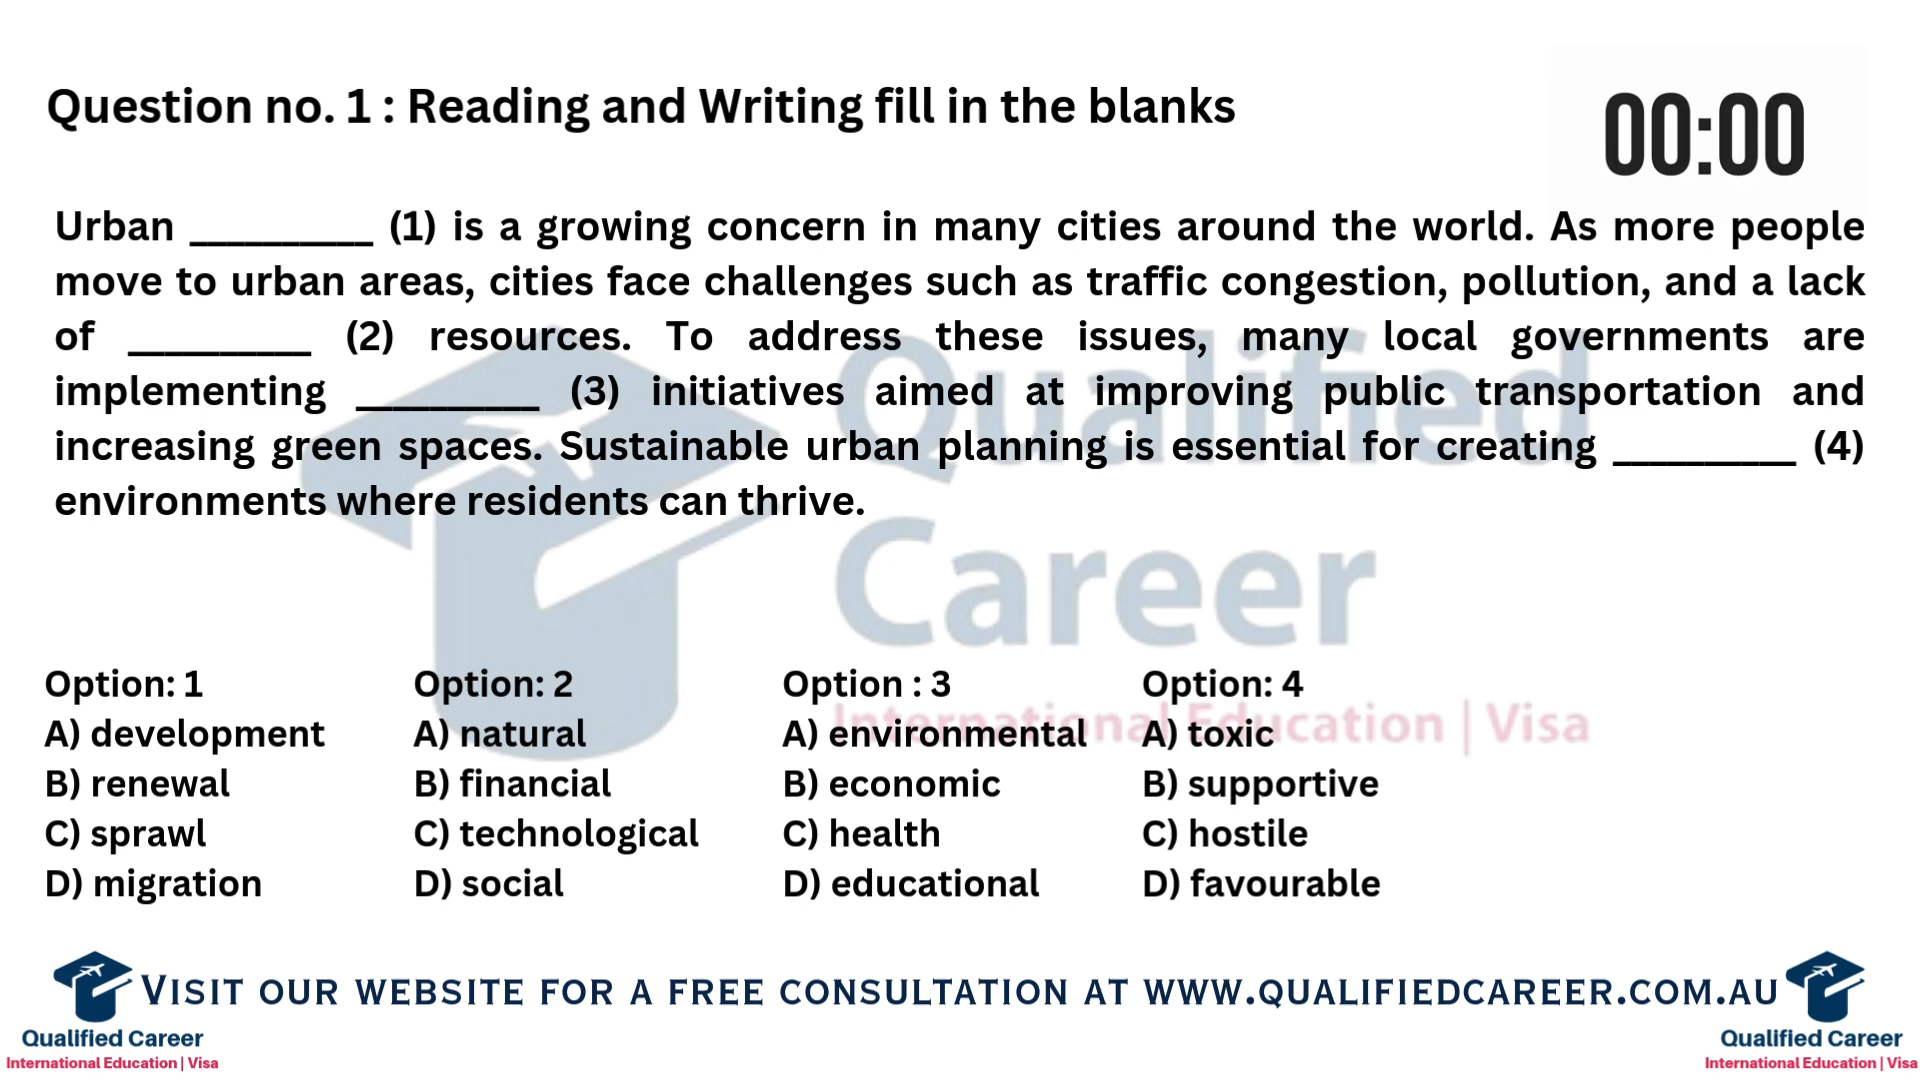 Question no. 1 : Reading and Writing fill in the blanks
00:00
Urban __________ (1) is a growing concern in many cities around the world. As more people
move to urban areas, cities face challenges such as traffic congestion, pollution, and a lack
of __________ (2) resources. To address these issues, many local governments are
implementing __________ (3) initiatives aimed at improving public transportation and
increasing green spaces. Sustainable urban planning is essential for creating __________ (4)
environments where residents can thrive.
Qualified
Career
International Education | Visa
Option: 1
A) development
B) renewal
C) sprawl
D) migration
Option: 2
A) natural
B) financial
C) technological
D) social
Option : 3
A) environmental
B) economic
C) health
D) educational
Option: 4
A) toxic
B) supportive
C) hostile
D) favourable
VISIT OUR WEBSITE FOR A FREE CONSULTATION AT WWW.QUALIFIEDCAREER.COM.AU
Qualified Career
International Education | Visa
Qualified Career
International Education | Visa